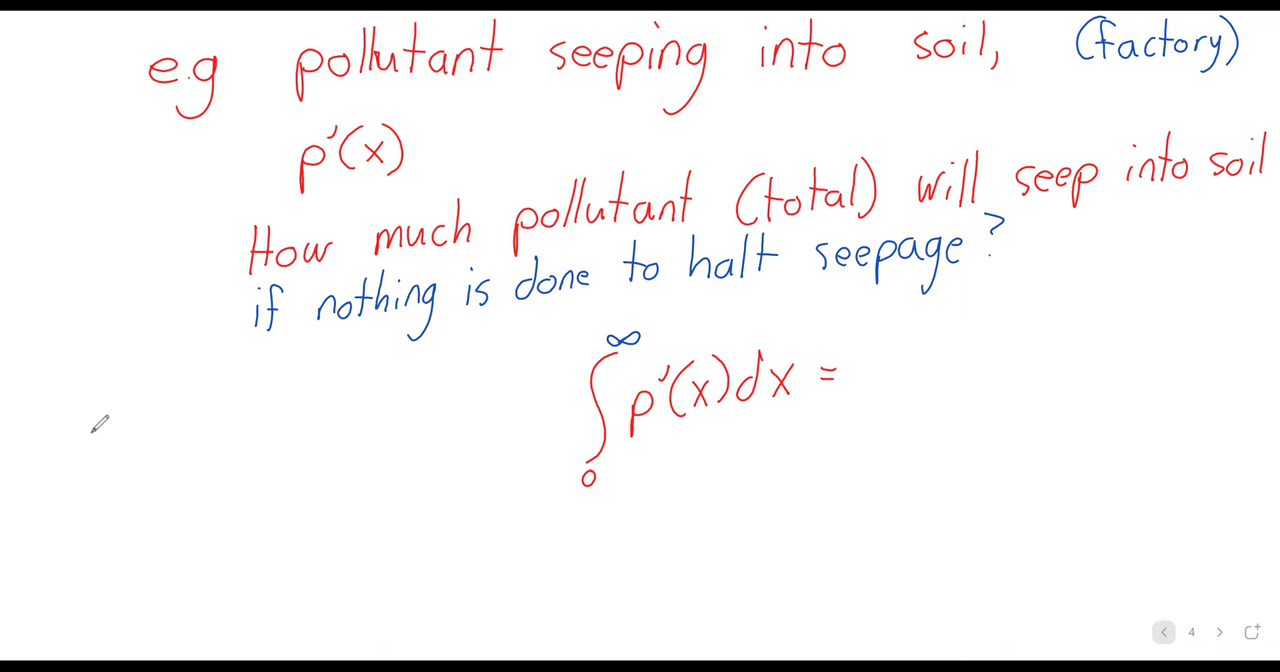 e.g pollutant seeping into soil, (factory)
p'(x)
How much pollutant (total) will seep into soil
if nothing is done to halt seepage?
∫₀^∞ p'(x)dx =
4